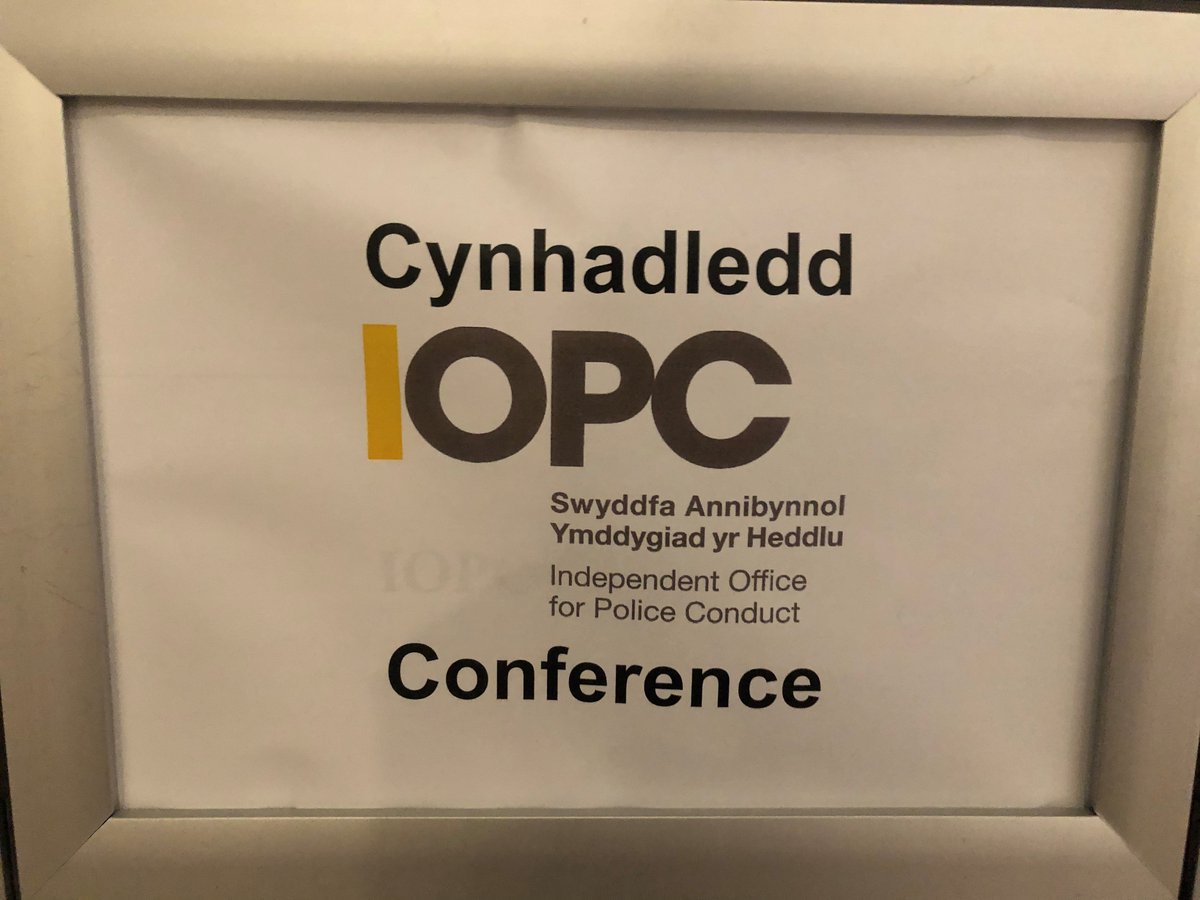 Cynhadledd
IOPC
Swyddfa Annibynnol
Ymddygiad yr Heddlu
Independent Office
for Police Conduct
Conference